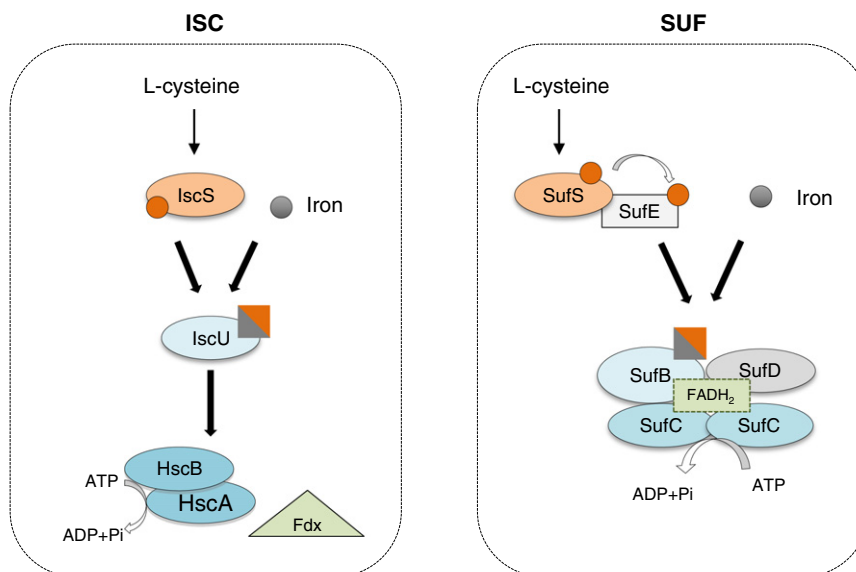 ISC
L-cysteine
IscS
Iron
IscU
HscB
ATP
HscA
ADP+Pi
Fdx
SUF
L-cysteine
SufS
SufE
Iron
SufB
SufD
FADH₂
SufC
SufC
ADP+Pi
ATP